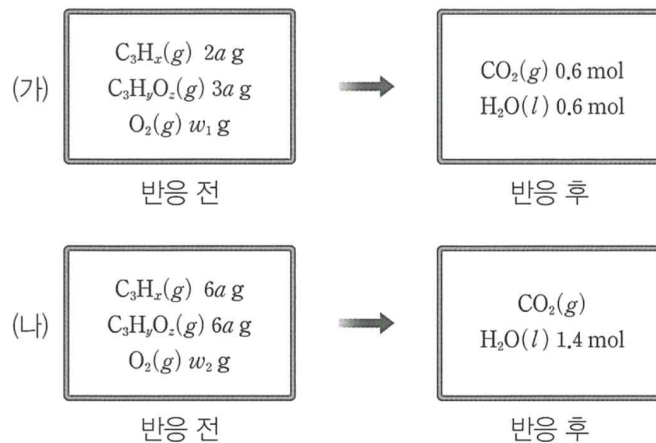 (가)
C₃Hₓ(g) 2a g
C₃HᵧO_z(g) 3a g
O₂(g) w₁ g
반응 전
CO₂(g) 0.6 mol
H₂O(l) 0.6 mol
반응 후
(나)
C₃Hₓ(g) 6a g
C₃HᵧO_z(g) 6a g
O₂(g) w₂ g
반응 전
CO₂(g)
H₂O(l) 1.4 mol
반응 후